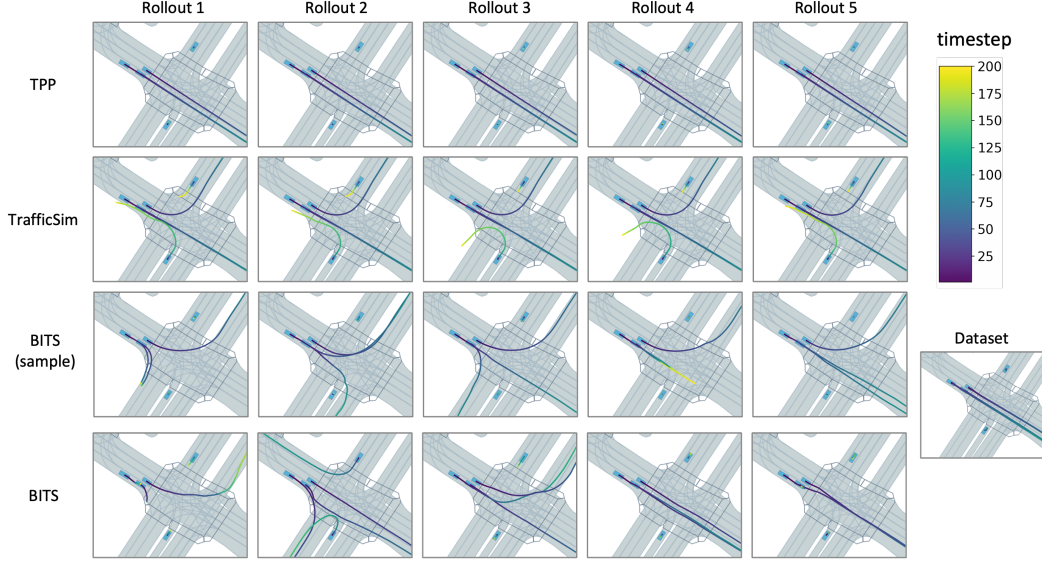 Rollout 1 Rollout 2 Rollout 3 Rollout 4 Rollout 5
timestep
TPP
200
175
150
125
100
75
50
25
TrafficSim
BITS
(sample)
Dataset
BITS